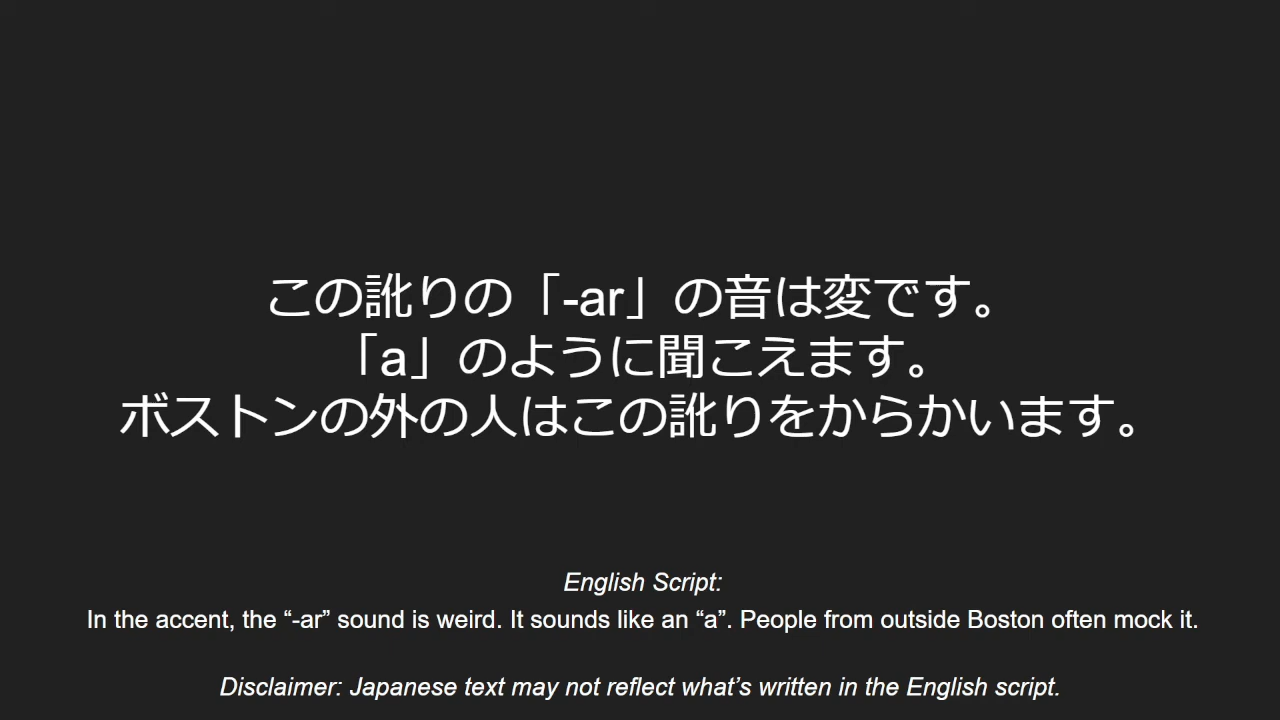 この訛りの「-ar」の音は変です。
「a」のように聞こえます。
ボストンの外の人はこの訛りをからかいます。
English Script:
In the accent, the “-ar” sound is weird. It sounds like an “a”. People from outside Boston often mock it.
Disclaimer: Japanese text may not reflect what’s written in the English script.